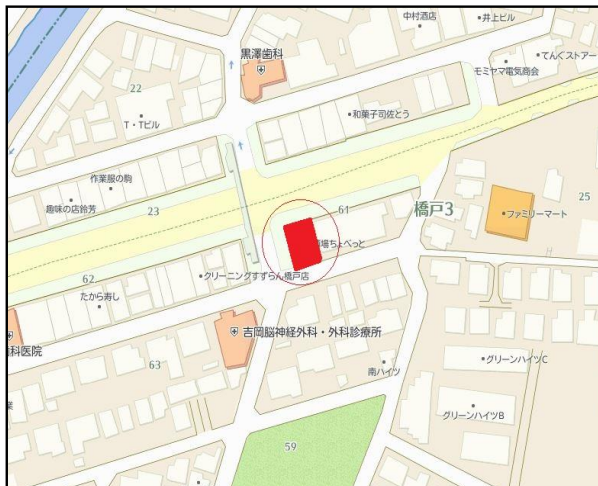 中村酒店
井上ビル
黒澤歯科
てんぐストアー
モミヤマ電気商会
22
T・Tビル
和菓子司佐とう
作業服の駒
趣味の店鈴芳
23
61
橋戸3
25
ファミリーマート
場ちょべっと
62
クリーニングすずらん橋戸店
たから寿し
吉岡脳神経外科・外科診療所
科医院
63
南ハイツ
グリーンハイツC
グリーンハイツB
59